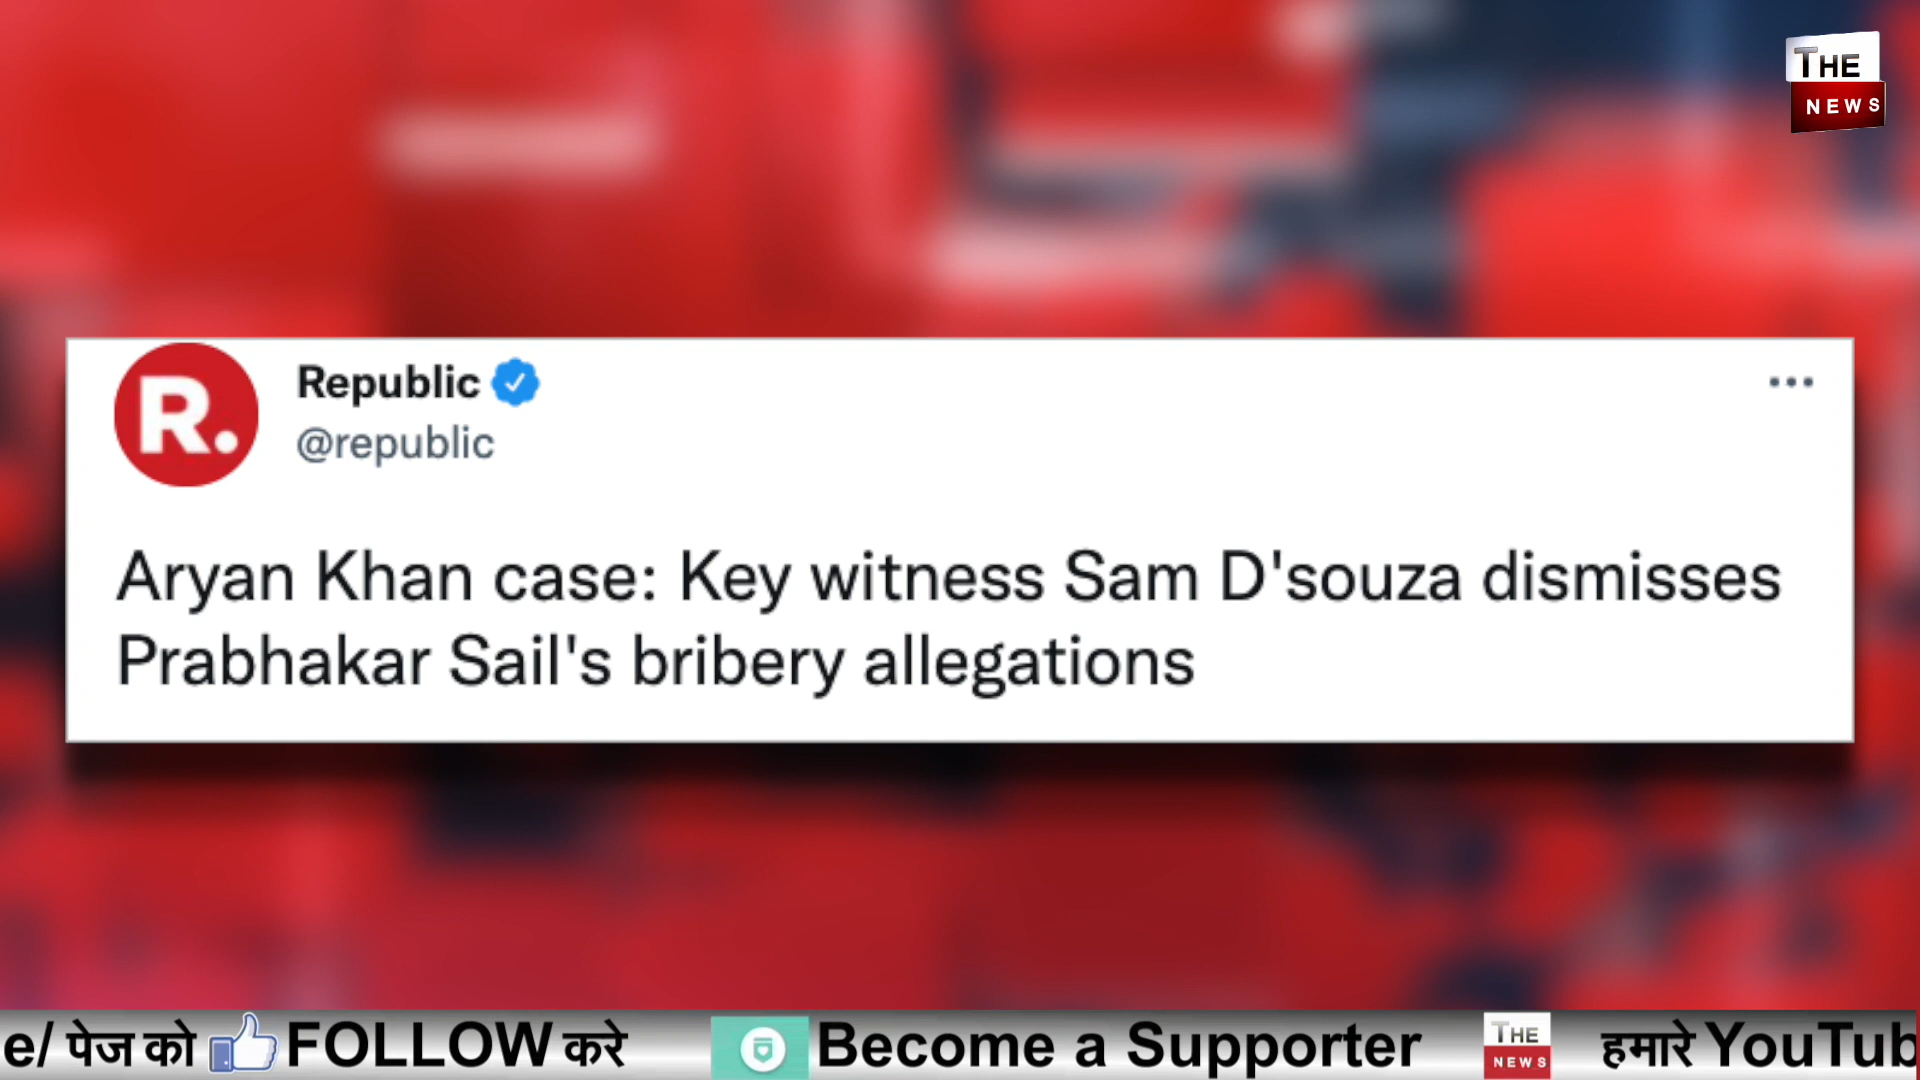 THE
NEWS
R.
Republic
@republic
Aryan Khan case: Key witness Sam D'souza dismisses
Prabhakar Sail's bribery allegations
e/ पेज को FOLLOW करे Become a Supporter THE NEWS हमारे YouTub